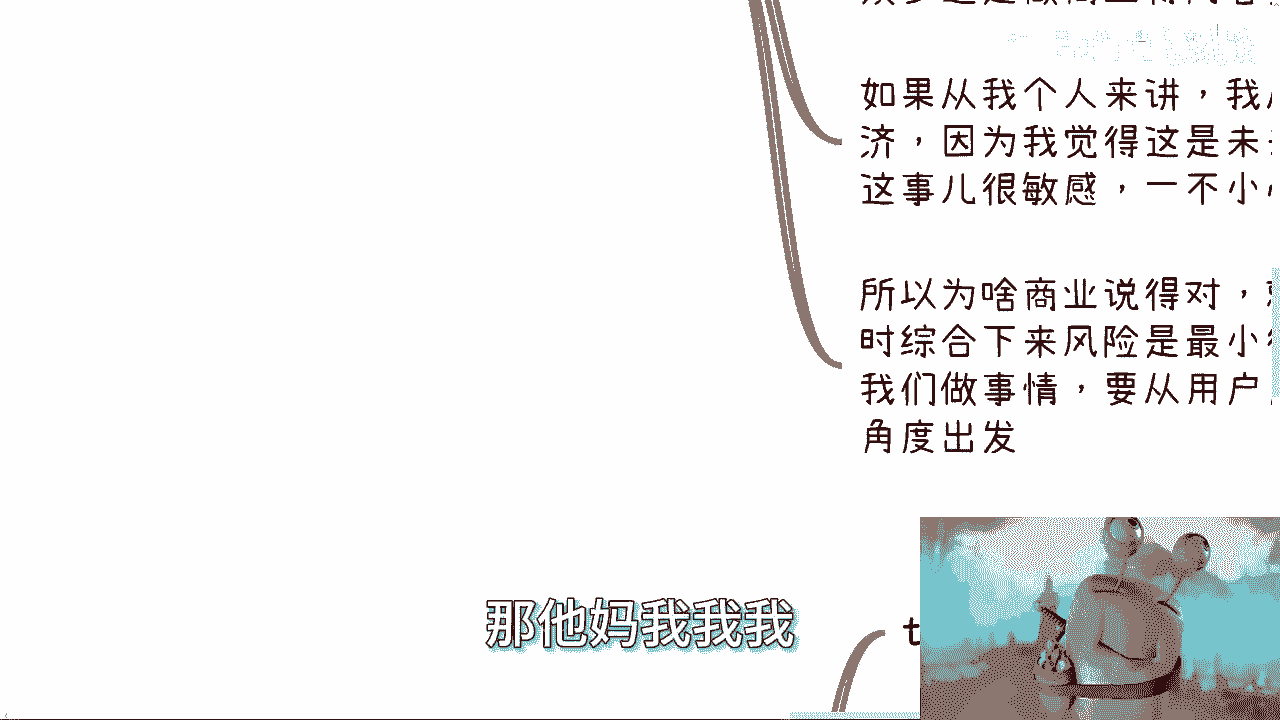 如果从我个人来讲，我
济，因为我觉得这是未
这事儿很敏感，一不小
所以为啥商业说得对，
时综合下来风险是最小
我们做事情，要从用户
角度出发
那他妈我我我
t